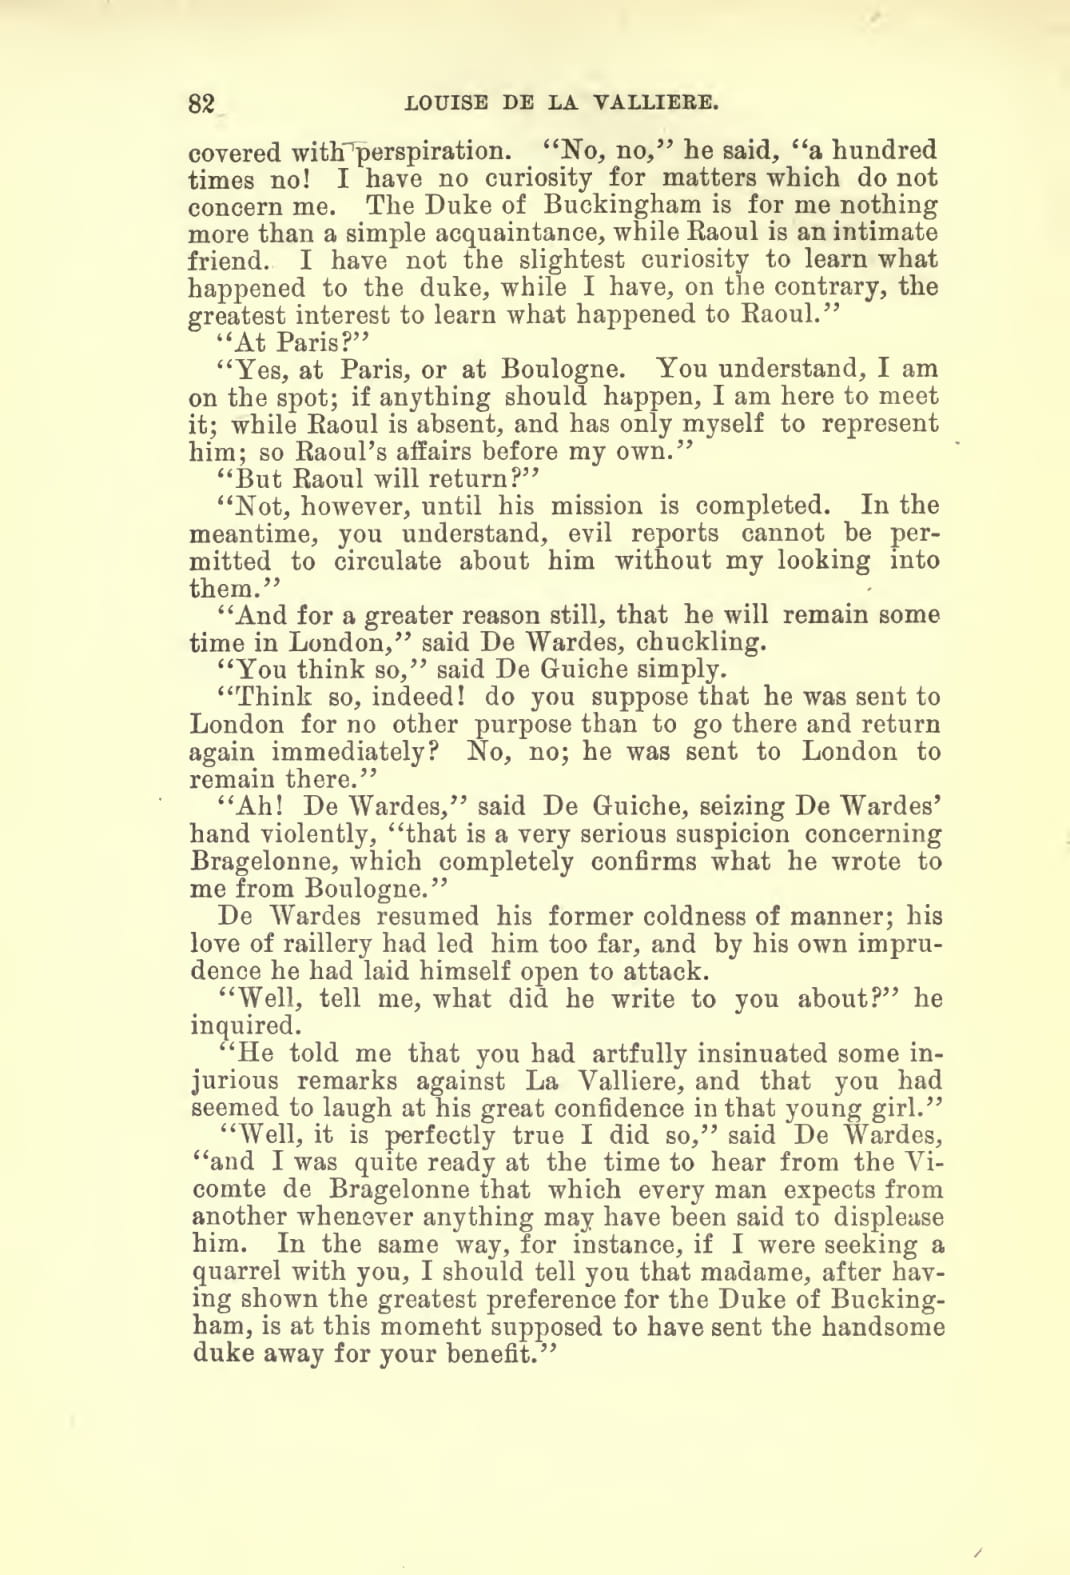 82 LOUISE DE LA VALLIERE.
covered with perspiration. “No, no,” he said, “a hundred
times no! I have no curiosity for matters which do not
concern me. The Duke of Buckingham is for me nothing
more than a simple acquaintance, while Raoul is an intimate
friend. I have not the slightest curiosity to learn what
happened to the duke, while I have, on the contrary, the
greatest interest to learn what happened to Raoul.”
“At Paris?”
“Yes, at Paris, or at Boulogne. You understand, I am
on the spot; if anything should happen, I am here to meet
it; while Raoul is absent, and has only myself to represent
him; so Raoul’s affairs before my own.”
“But Raoul will return?”
“Not, however, until his mission is completed. In the
meantime, you understand, evil reports cannot be per-
mitted to circulate about him without my looking into
them.”
“And for a greater reason still, that he will remain some
time in London,” said De Wardes, chuckling.
“You think so,” said De Guiche simply.
“Think so, indeed! do you suppose that he was sent to
London for no other purpose than to go there and return
again immediately? No, no; he was sent to London to
remain there.”
“Ah! De Wardes,” said De Guiche, seizing De Wardes’
hand violently, “that is a very serious suspicion concerning
Bragelonne, which completely confirms what he wrote to
me from Boulogne.”
De Wardes resumed his former coldness of manner; his
love of raillery had led him too far, and by his own impru-
dence he had laid himself open to attack.
“Well, tell me, what did he write to you about?” he
inquired.
“He told me that you had artfully insinuated some in-
jurious remarks against La Valliere, and that you had
seemed to laugh at his great confidence in that young girl.”
“Well, it is perfectly true I did so,” said De Wardes,
“and I was quite ready at the time to hear from the Vi-
comte de Bragelonne that which every man expects from
another whenever anything may have been said to displease
him. In the same way, for instance, if I were seeking a
quarrel with you, I should tell you that madame, after hav-
ing shown the greatest preference for the Duke of Bucking-
ham, is at this moment supposed to have sent the handsome
duke away for your benefit.”